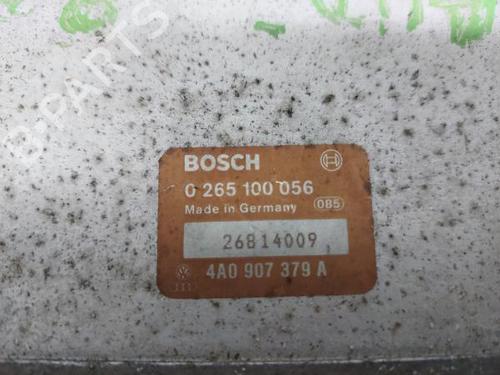 BOSCH
0 265 100 056
Made in Germany 085
26814009
4A0 907 379 A
B-PARTS